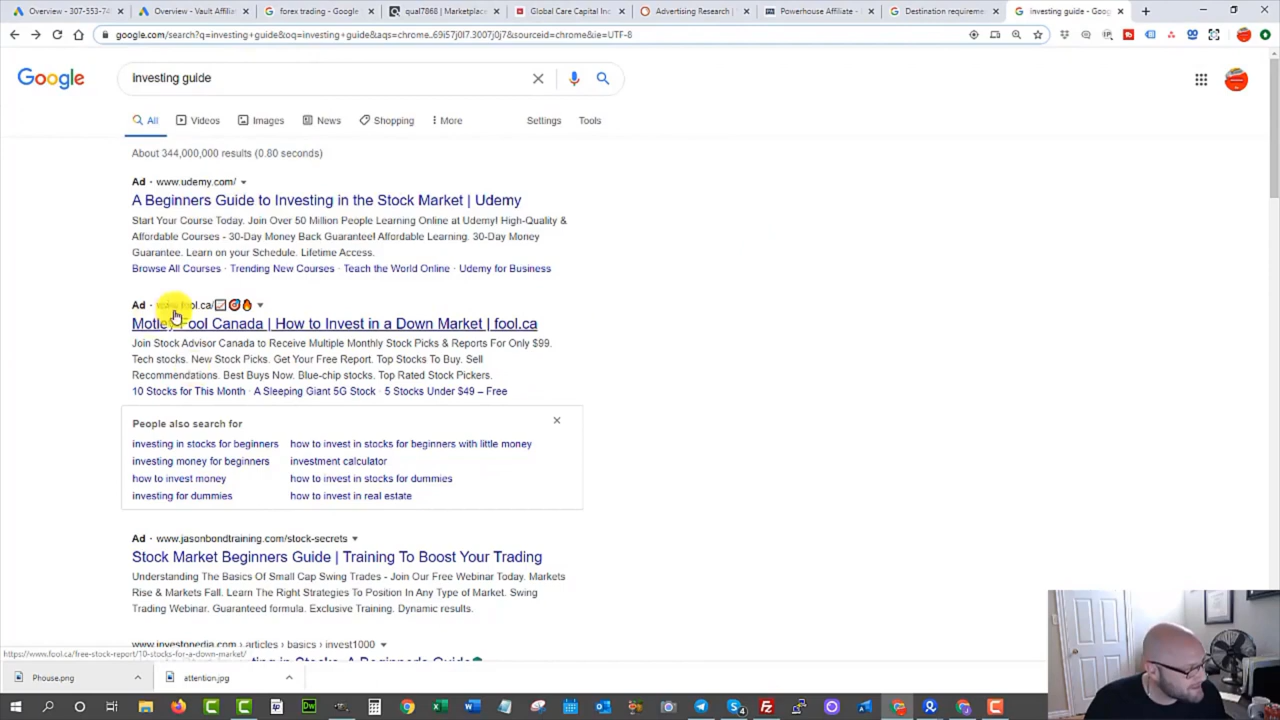 Overview - 307-553-74
Overview - Vault Affilia
forex trading - Google
qual7868 | Marketplace
Global Care Capital Inc
Advertising Research |
Powerhouse Affiliate -
Destination requireme
investing guide - Goog
google.com/search?q=investing+guide&oq=investing+guide&aqs=chrome..69i57j0l7.3007j0j7&sourceid=chrome&ie=UTF-8
Google
investing guide
All
Videos
Images
News
Shopping
More
Settings
Tools
About 344,000,000 results (0.80 seconds)
Ad · www.udemy.com/
A Beginners Guide to Investing in the Stock Market | Udemy
Start Your Course Today. Join Over 50 Million People Learning Online at Udemy! High-Quality &
Affordable Courses - 30-Day Money Back Guarantee! Affordable Learning. 30-Day Money
Guarantee. Learn on your Schedule. Lifetime Access.
Browse All Courses · Trending New Courses · Teach the World Online · Udemy for Business
Ad · www.fool.ca/
Motley Fool Canada | How to Invest in a Down Market | fool.ca
Join Stock Advisor Canada to Receive Multiple Monthly Stock Picks & Reports For Only $99.
Tech stocks. New Stock Picks. Get Your Free Report. Top Stocks To Buy. Sell
Recommendations. Best Buys Now. Blue-chip stocks. Top Rated Stock Pickers.
10 Stocks for This Month · A Sleeping Giant 5G Stock · 5 Stocks Under $49 – Free
People also search for
investing in stocks for beginners
how to invest in stocks for beginners with little money
investing money for beginners
investment calculator
how to invest money
how to invest in stocks for dummies
investing for dummies
how to invest in real estate
Ad · www.jasonbondtraining.com/stock-secrets
Stock Market Beginners Guide | Training To Boost Your Trading
Understanding The Basics Of Small Cap Swing Trades - Join Our Free Webinar Today. Markets
Rise & Markets Fall. Learn The Right Strategies To Position In Any Type of Market. Swing
Trading Webinar. Guaranteed formula. Exclusive Training. Dynamic results.
www.investopedia.com › articles › basics › invest1000
https://www.fool.ca/free-stock-report/10-stocks-for-a-down-market/
ting in Stocks: A Beginner's Guide
Phouse.png
attention.jpg